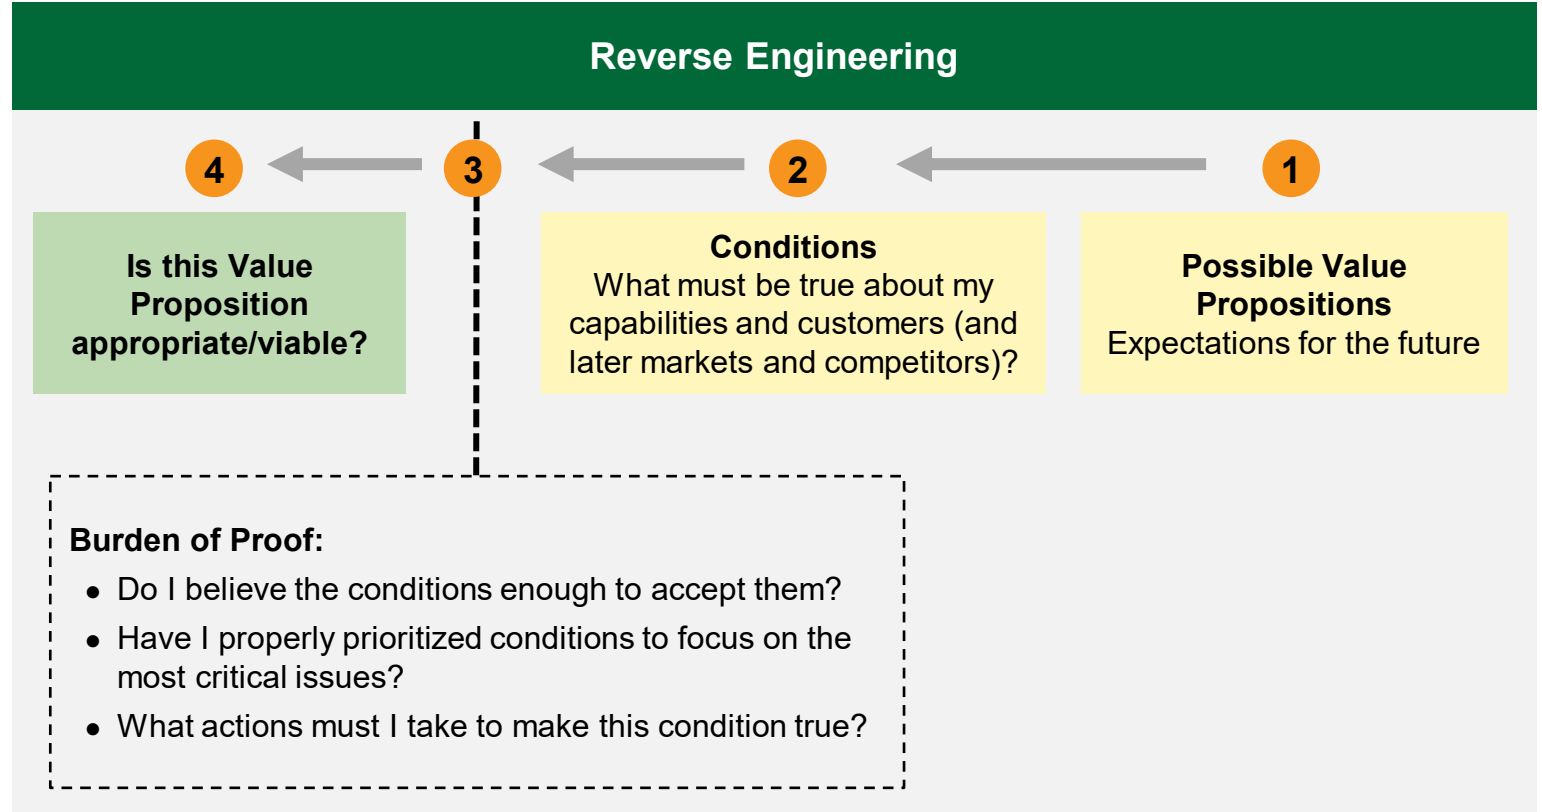 Reverse Engineering
4
3
2
1
Is this Value
Proposition
appropriate/viable?
Conditions
What must be true about my
capabilities and customers (and
later markets and competitors)?
Possible Value
Propositions
Expectations for the future
Burden of Proof:
● Do I believe the conditions enough to accept them?
● Have I properly prioritized conditions to focus on the
most critical issues?
● What actions must I take to make this condition true?